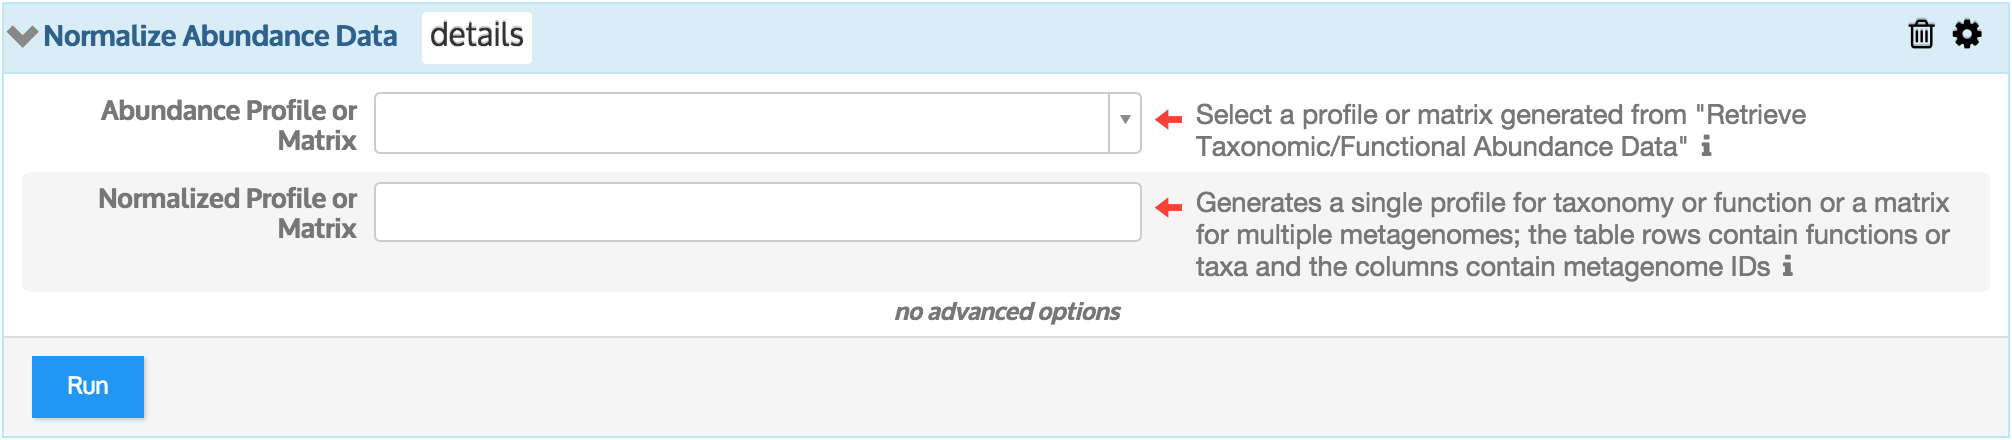 Normalize Abundance Data details
Abundance Profile or
Matrix
Select a profile or matrix generated from "Retrieve
Taxonomic/Functional Abundance Data"
Normalized Profile or
Matrix
Generates a single profile for taxonomy or function or a matrix
for multiple metagenomes; the table rows contain functions or
taxa and the columns contain metagenome IDs
no advanced options
Run